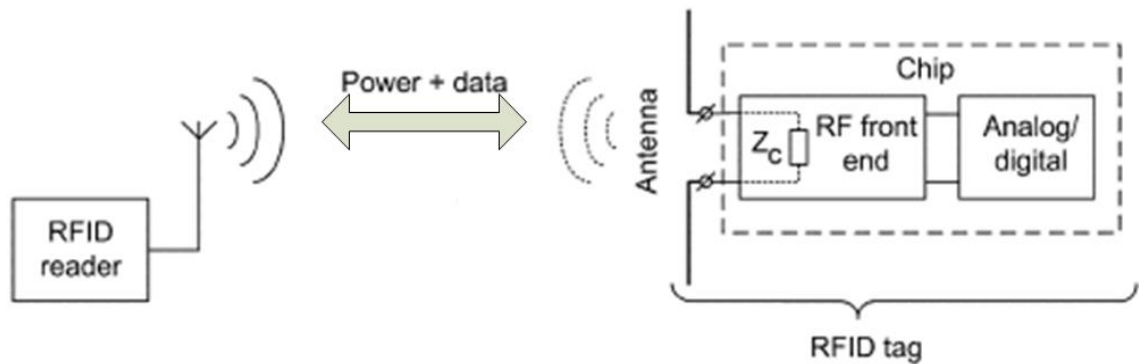 Power + data
RFID
reader
Antenna
Chip
Zc
RF front
end
Analog/
digital
RFID tag